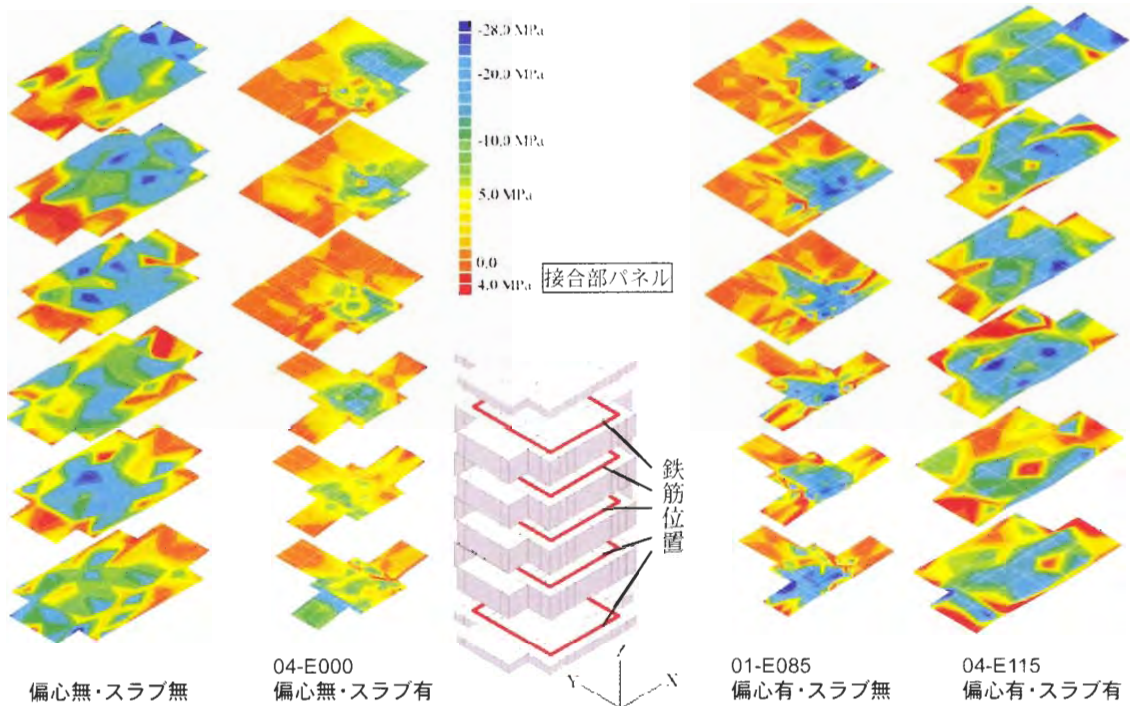 -28.0 MPa
-20.0 MPa
-10.0 MPa
5.0 MPa
0.0
4.0 MPa
接合部パネル
鉄筋位置
Z
Y
X
偏心無・スラブ無
04-E000
偏心無・スラブ有
01-E085
偏心有・スラブ無
04-E115
偏心有・スラブ有